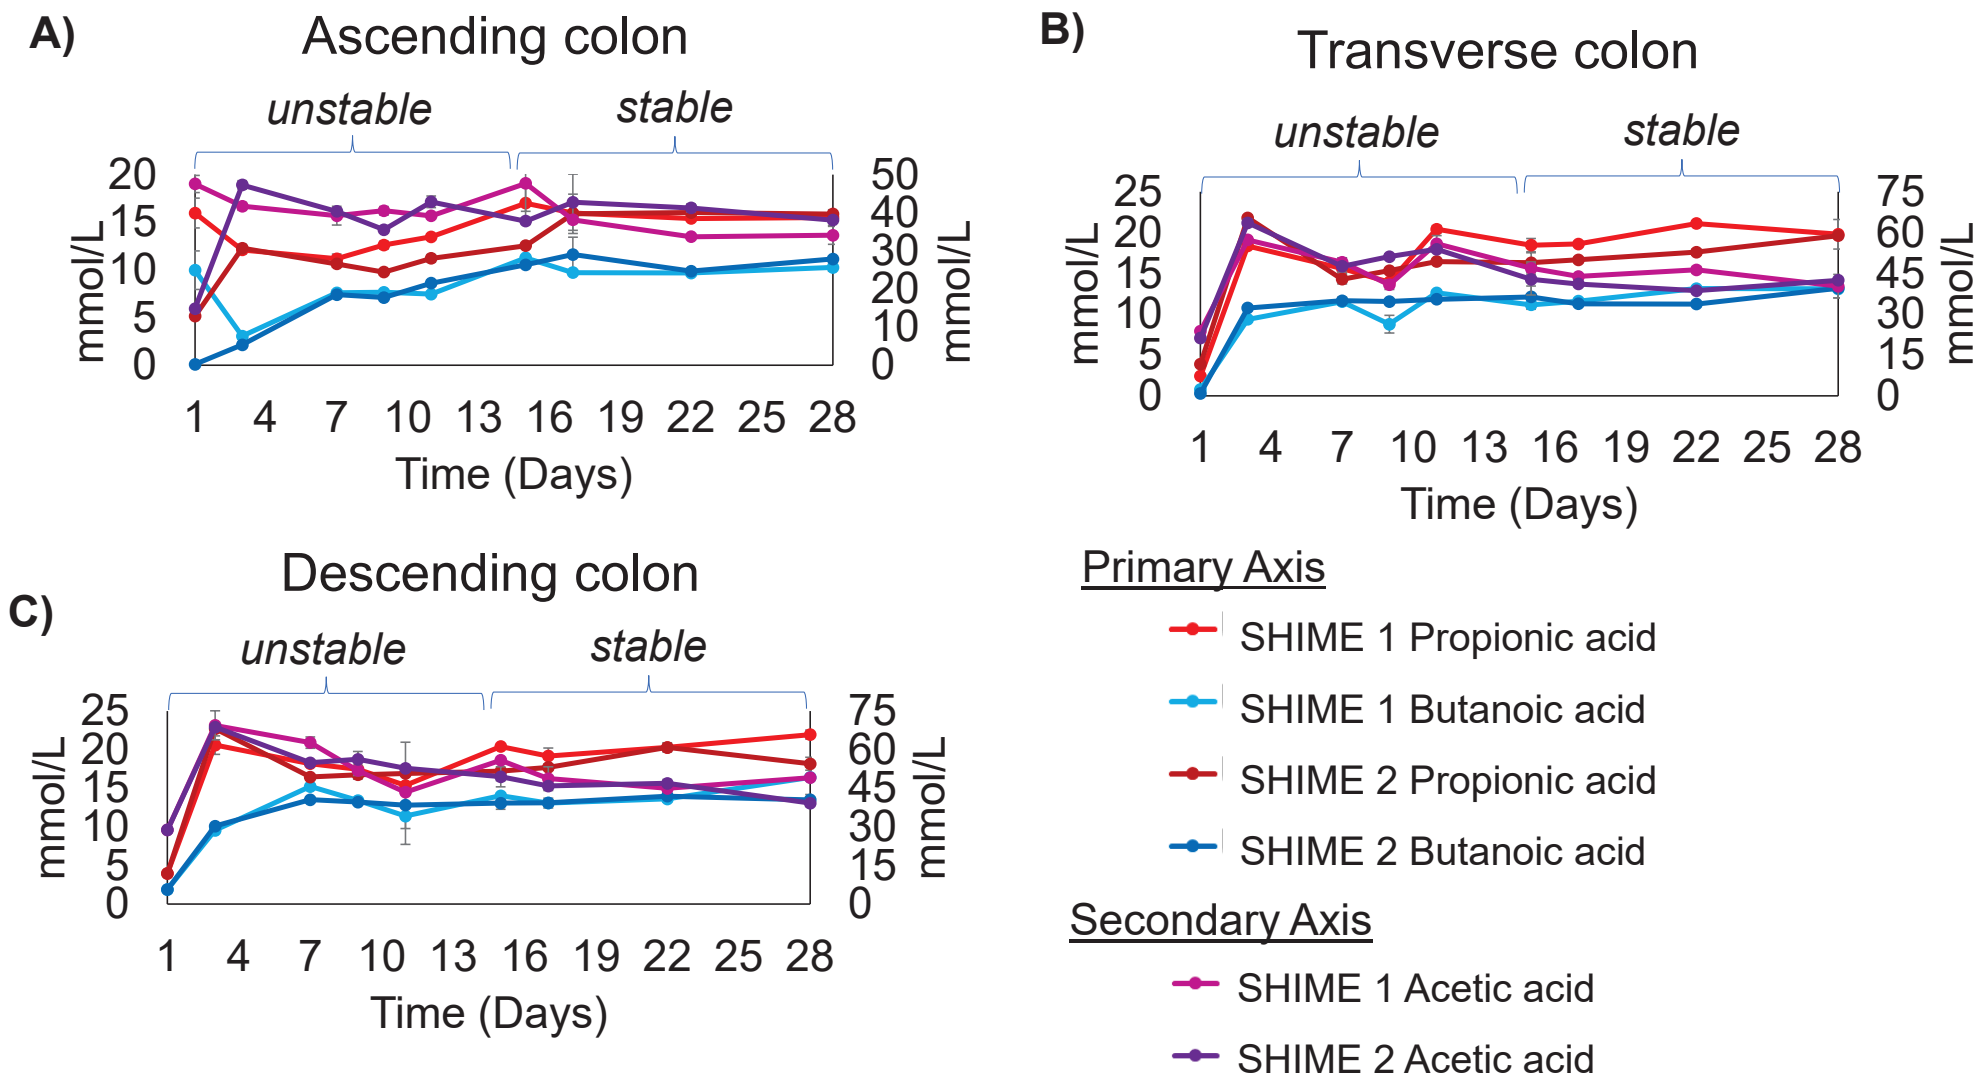 A)
Ascending colon
unstable
stable
20
15
10
5
0
mmol/L
50
40
30
20
10
0
mmol/L
1 4 7 10 13 16 19 22 25 28
Time (Days)
B)
Transverse colon
unstable
stable
25
20
15
10
5
0
mmol/L
75
60
45
30
15
0
mmol/L
1 4 7 10 13 16 19 22 25 28
Time (Days)
C)
Descending colon
unstable
stable
25
20
15
10
5
0
mmol/L
75
60
45
30
15
0
mmol/L
1 4 7 10 13 16 19 22 25 28
Time (Days)
Primary Axis
SHIME 1 Propionic acid
SHIME 1 Butanoic acid
SHIME 2 Propionic acid
SHIME 2 Butanoic acid
Secondary Axis
SHIME 1 Acetic acid
SHIME 2 Acetic acid